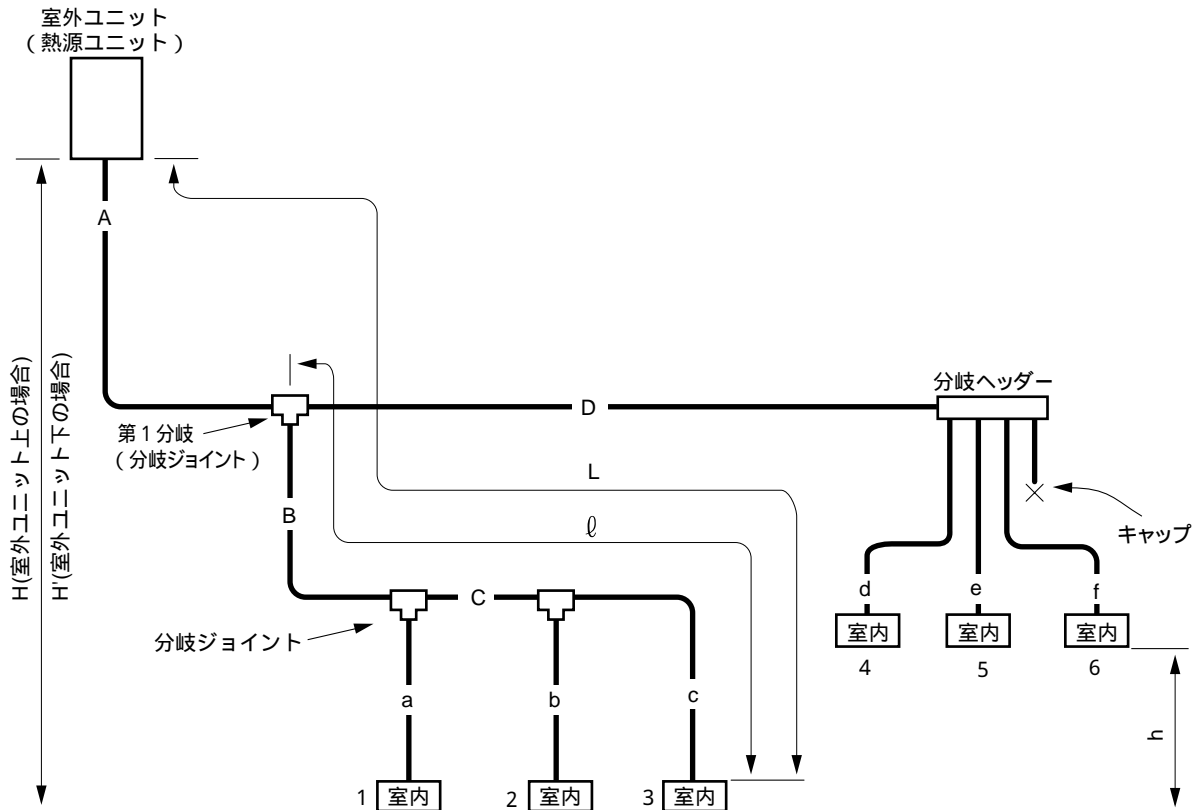 室外ユニット
(熱源ユニット)
A
H(室外ユニット上の場合)
H'(室外ユニット下の場合)
第1分岐
(分岐ジョイント)
D
分岐ヘッダー
L
ℓ
B
キャップ
C
分岐ジョイント
d
e
f
室内
室内
室内
4
5
6
a
b
c
h
1
室内
2
室内
3
室内